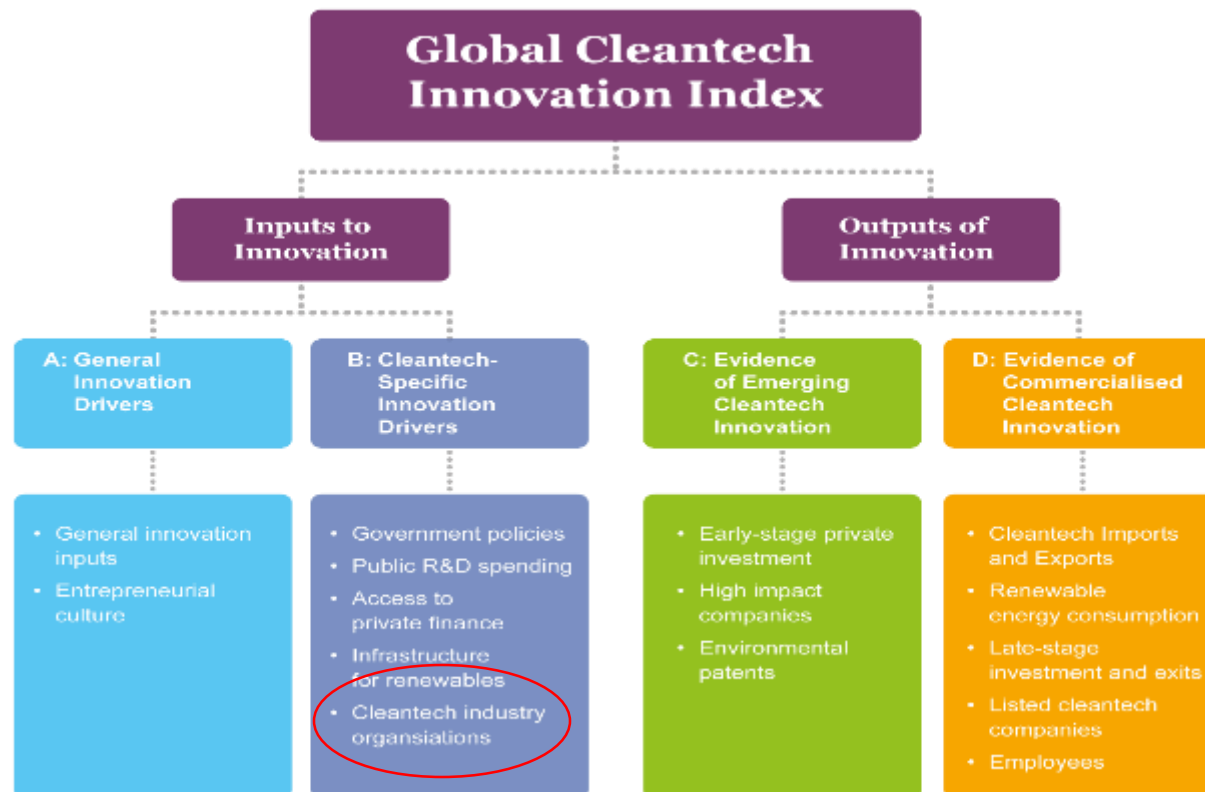 Global Cleantech
Innovation Index
Inputs to
Innovation
Outputs of
Innovation
A: General
Innovation
Drivers
B: Cleantech-
Specific
Innovation
Drivers
C: Evidence
of Emerging
Cleantech
Innovation
D: Evidence of
Commercialised
Cleantech
Innovation
• General innovation
inputs
• Entrepreneurial
culture
• Government policies
• Public R&D spending
• Access to
private finance
• Infrastructure
for renewables
• Cleantech industry
organsiations
• Early-stage private
investment
• High impact
companies
• Environmental
patents
• Cleantech Imports
and Exports
• Renewable
energy consumption
• Late-stage
investment and exits
• Listed cleantech
companies
• Employees